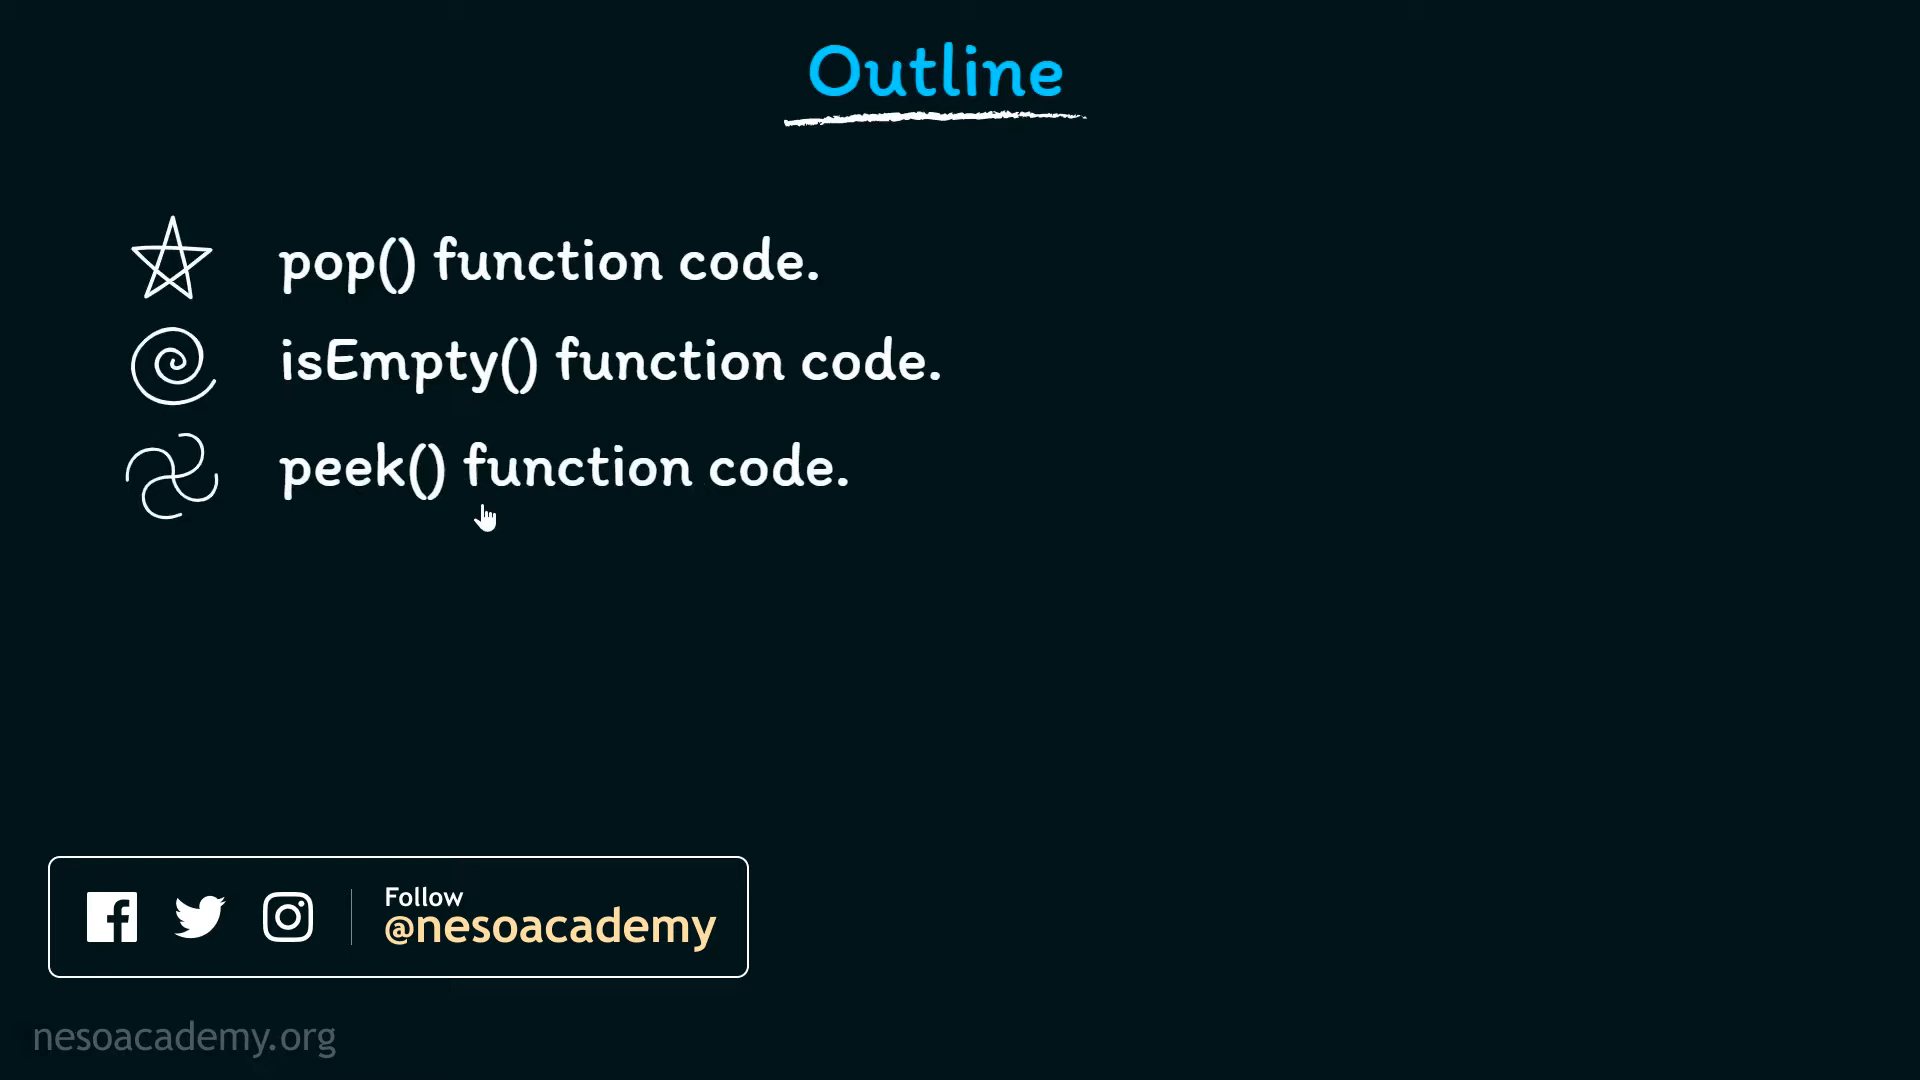 Outline
pop() function code.
isEmpty() function code.
peek() function code.
Follow
@nesoacademy
nesoacademy.org